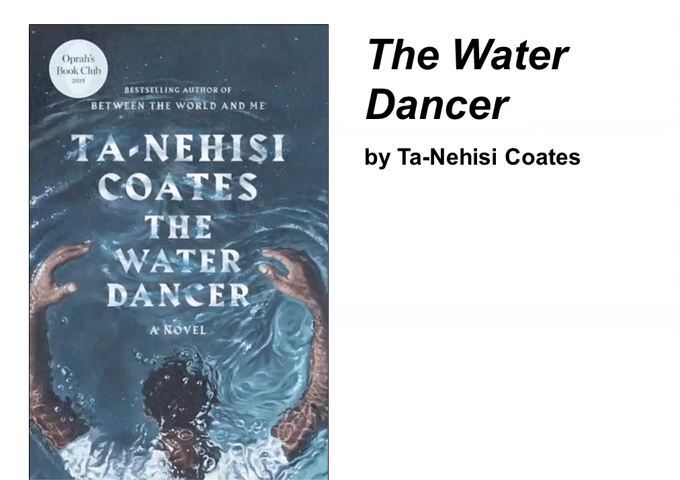 Oprah's
Book Club
2019
BESTSELLING AUTHOR OF
BETWEEN THE WORLD AND ME
TA-NEHISI
COATES
THE
WATER
DANCER
A NOVEL
The Water
Dancer
by Ta-Nehisi Coates